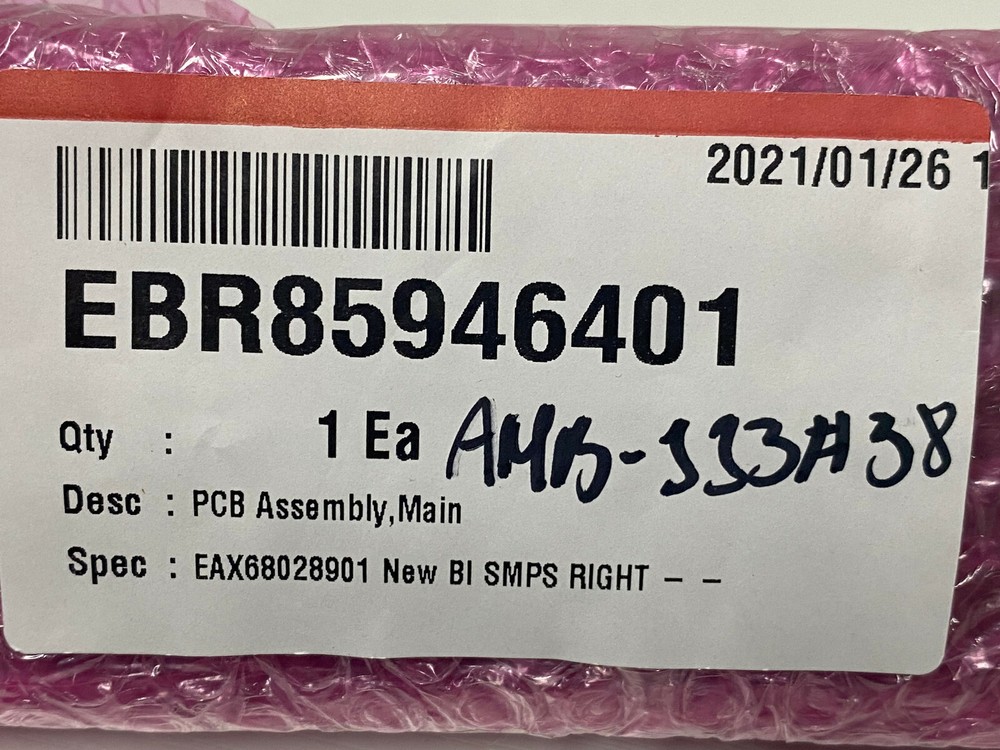 2021/01/26 1
EBR85946401
Qty : 1 Ea AMB-333#38
Desc : PCB Assembly,Main
Spec : EAX68028901 New BI SMPS RIGHT - -